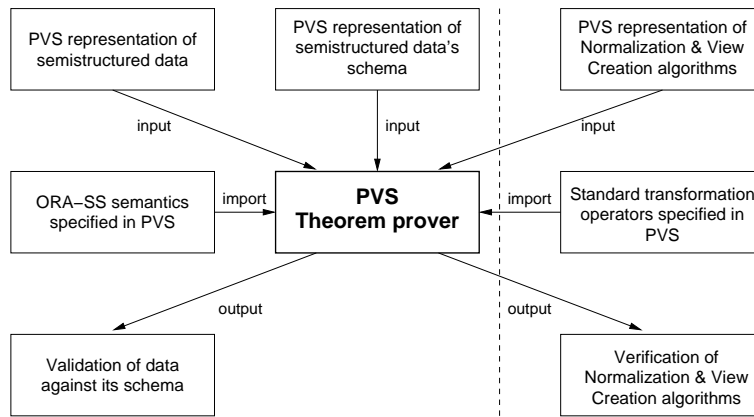 PVS representation of
semistructured data
PVS representation of
semistructured data's
schema
PVS representation of
Normalization & View
Creation algorithms
input
input
input
ORA−SS semantics
specified in PVS
import
PVS
Theorem prover
import
Standard transformation
operators specified in
PVS
output
output
Validation of data
against its schema
Verification of
Normalization & View
Creation algorithms